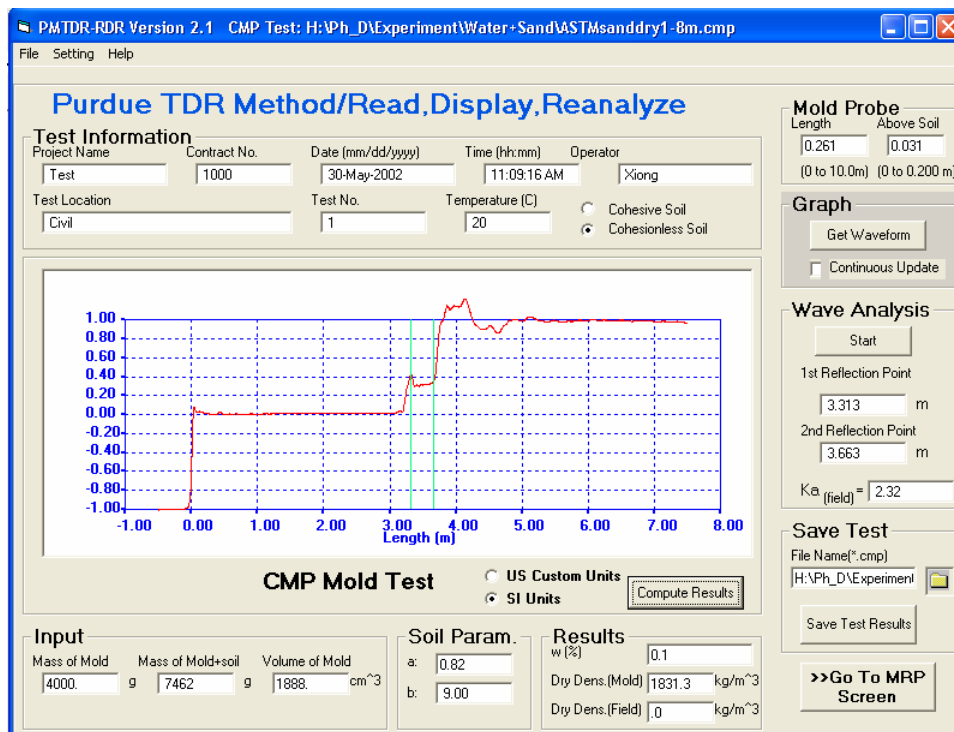 PMTDR-RDR Version 2.1 CMP Test: H:\Ph_D\Experiment\Water+Sand\ASTMsanddry1-8m.cmp
File Setting Help
Purdue TDR Method/Read,Display,Reanalyze
Test Information
Project Name Contract No. Date (mm/dd/yyyy) Time (hh:mm) Operator
Test 1000 30-May-2002 11:09:16 AM Xiong
Test Location Test No. Temperature (C)
Civil 1 20
Cohesive Soil
Cohesionless Soil
Mold Probe
Length Above Soil
0.261 0.031
(0 to 10.0m) (0 to 0.200 m)
Graph
Get Waveform
Continuous Update
Wave Analysis
Start
1st Reflection Point
3.313 m
2nd Reflection Point
3.663 m
Ka (field) = 2.32
Save Test
File Name(*.cmp)
H:\Ph_D\Experiment
Save Test Results
>>Go To MRP
Screen
1.00
0.80
0.60
0.40
0.20
0.00
-0.20
-0.40
-0.60
-0.80
-1.00
-1.00 0.00 1.00 2.00 3.00 4.00 5.00 6.00 7.00 8.00
Length (m)
CMP Mold Test
US Custom Units
SI Units
Compute Results
Input
Mass of Mold Mass of Mold+soil Volume of Mold
4000. g 7462 g 1888. cm^3
Soil Param.
a: 0.82
b: 9.00
Results
w (%) 0.1
Dry Dens.(Mold) 1831.3 kg/m^3
Dry Dens.(Field) .0 kg/m^3